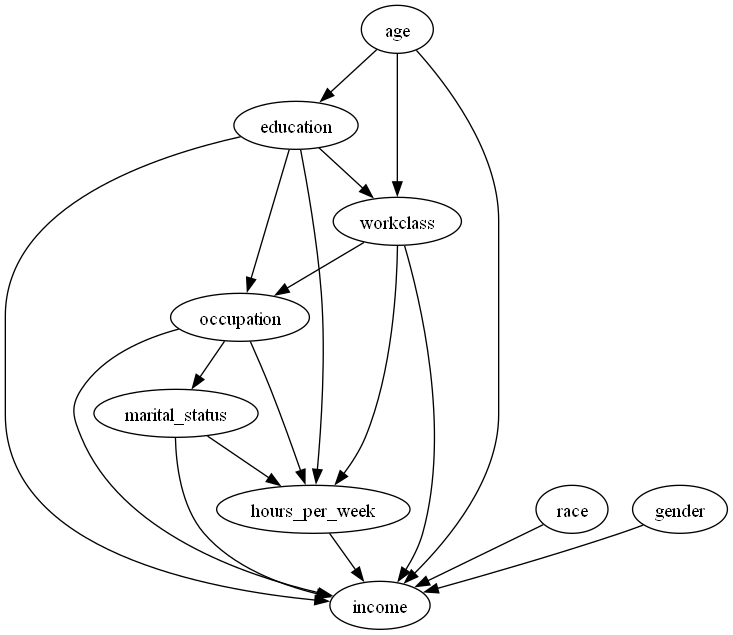 age
education
workclass
occupation
marital_status
hours_per_week
race
gender
income